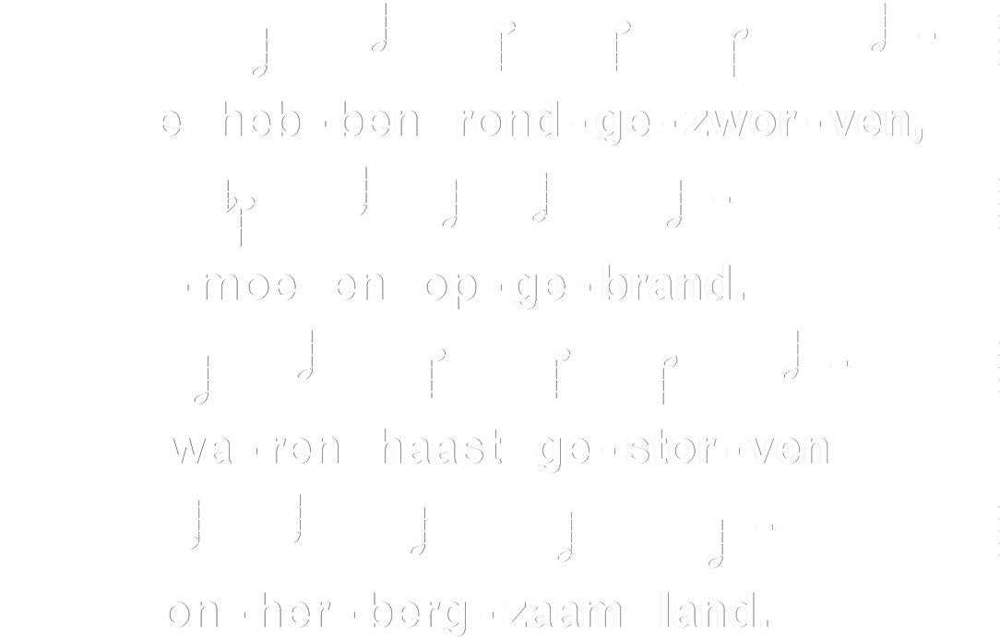 e heb - ben rond - ge - zwor - ven,
- moe en op - ge - brand.
wa - ren haast ge - stor - ven
on - her - berg - zaam land.